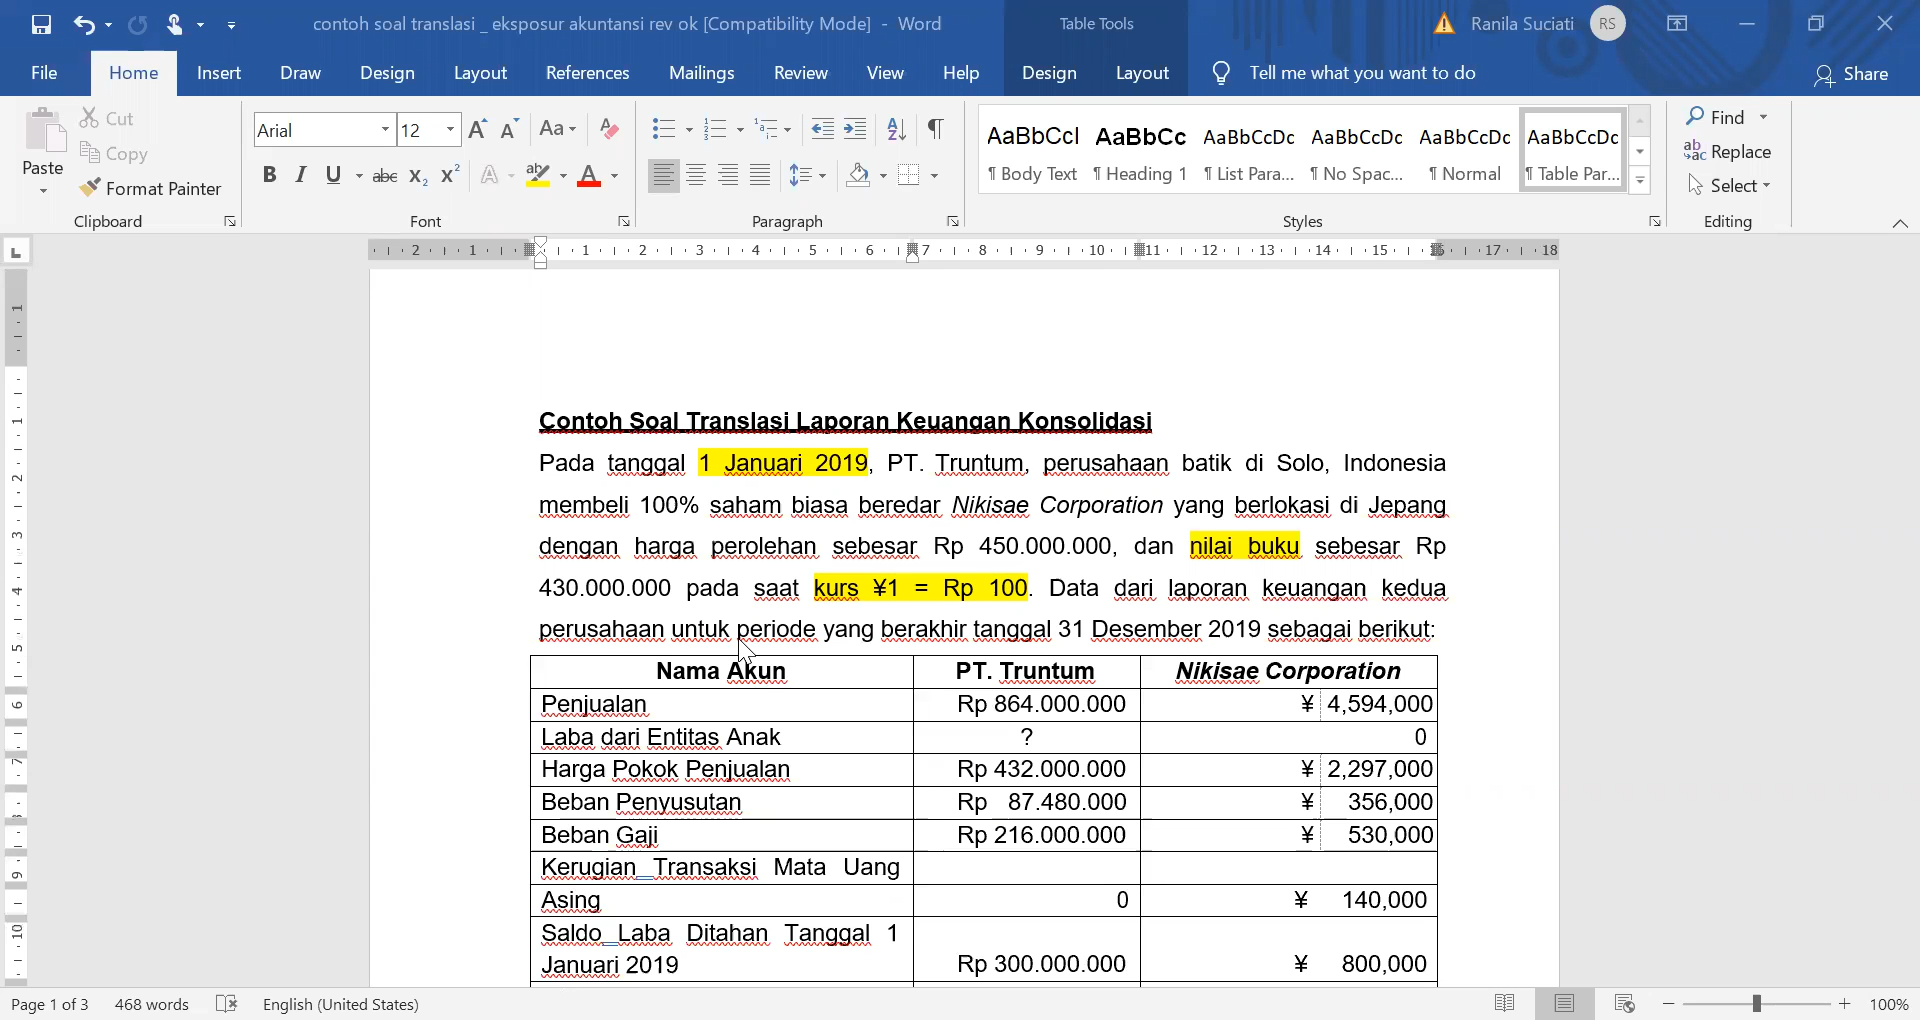 contoh soal translasi _ eksposur akuntansi rev ok [Compatibility Mode] - Word
Table Tools
Ranila Suciati
RS
File
Home
Insert
Draw
Design
Layout
References
Mailings
Review
View
Help
Design
Layout
Tell me what you want to do
Share
Paste
Cut
Copy
Format Painter
Clipboard
Arial
12
Font
Paragraph
AaBbCcI
AaBbCc
AaBbCcDc
AaBbCcDc
AaBbCcDc
AaBbCcDc
¶ Body Text
¶ Heading 1
¶ List Para...
¶ No Spac...
¶ Normal
¶ Table Par...
Styles
Find
Replace
Select
Editing
Contoh Soal Translasi Laporan Keuangan Konsolidasi
Pada tanggal 1 Januari 2019, PT. Truntum, perusahaan batik di Solo, Indonesia
membeli 100% saham biasa beredar Nikisae Corporation yang berlokasi di Jepang
dengan harga perolehan sebesar Rp 450.000.000, dan nilai buku sebesar Rp
430.000.000 pada saat kurs ¥1 = Rp 100. Data dari laporan keuangan kedua
perusahaan untuk periode yang berakhir tanggal 31 Desember 2019 sebagai berikut:
Nama Akun PT. Truntum Nikisae Corporation
Penjualan Rp 864.000.000 ¥ 4,594,000
Laba dari Entitas Anak ? 0
Harga Pokok Penjualan Rp 432.000.000 ¥ 2,297,000
Beban Penyusutan Rp 87.480.000 ¥ 356,000
Beban Gaji Rp 216.000.000 ¥ 530,000
Kerugian Transaksi Mata Uang
Asing 0 ¥ 140,000
Saldo Laba Ditahan Tanggal 1
Januari 2019 Rp 300.000.000 ¥ 800,000
Page 1 of 3
468 words
English (United States)
100%